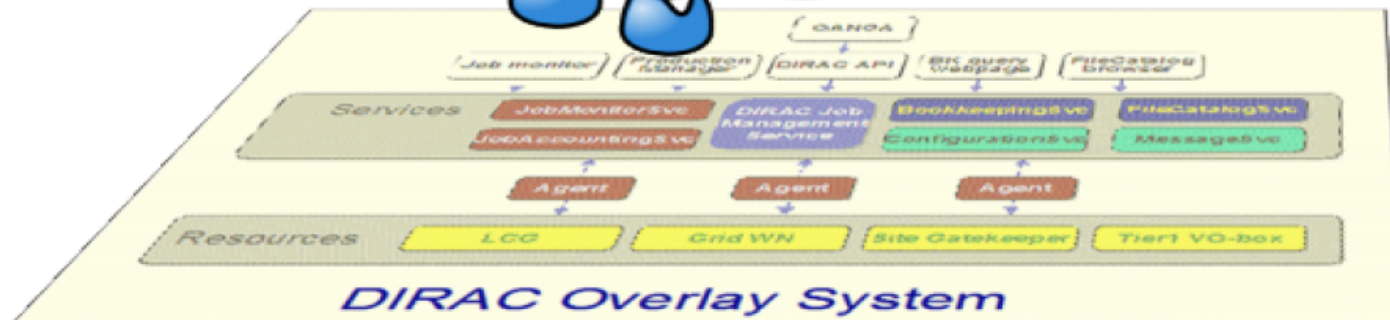 GANGA
Job monitor
Production
Manager
DIRAC API
BK query
webpage
FileCatalog
browser
Services
JobMonitorSvc
DIRAC Job
Management
Service
BookkeepingSvc
FileCatalogSvc
JobAccountingSvc
ConfigurationSvc
MessageSvc
Agent
Agent
Agent
Resources
LCG
Grid WN
Site Gatekeeper
Tier1 VO-box
DIRAC Overlay System